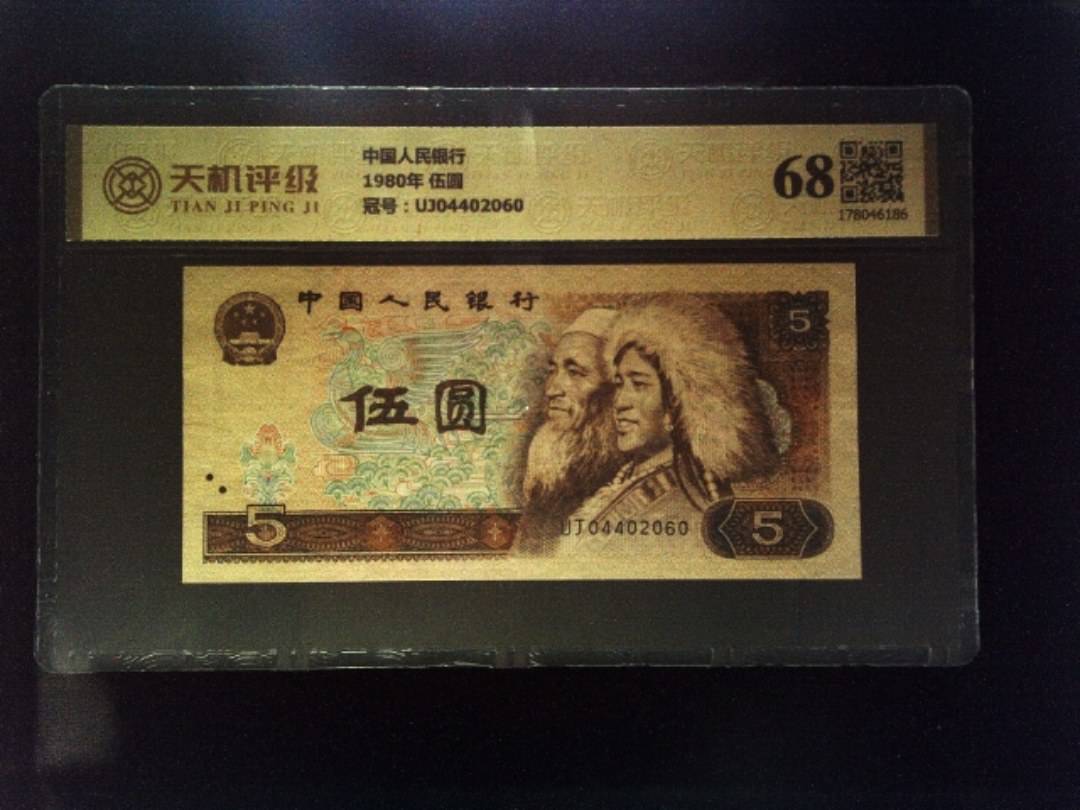 天机评级
TIAN JI PING JI
中国人民银行
1980年 伍圆
冠号：UJ04402060
68
178046186
中国人民银行
5
伍圆
5
UJ04402060
5